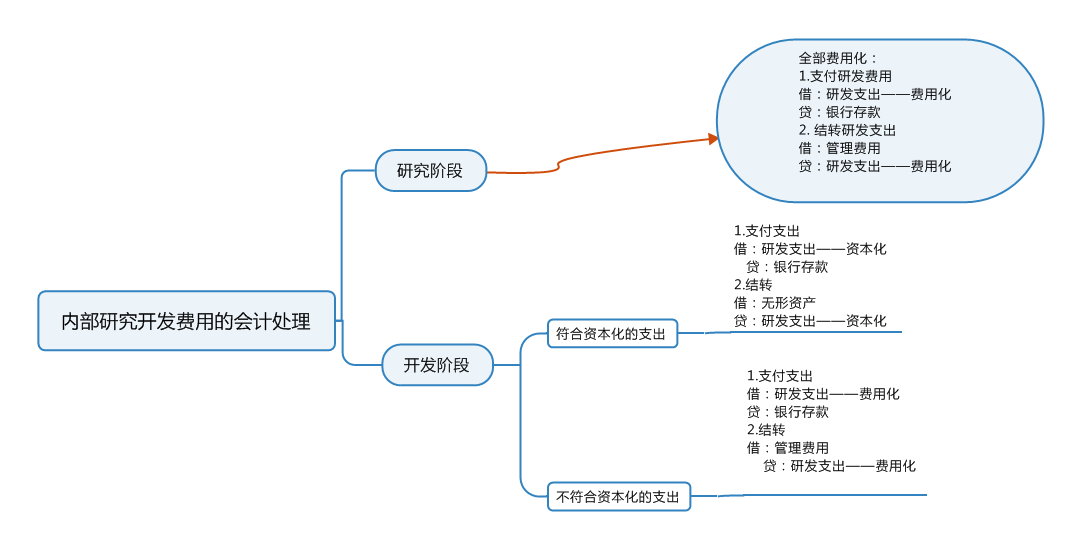 内部研究开发费用的会计处理
研究阶段
全部费用化：
1.支付研发费用
借：研发支出——费用化
贷：银行存款
2. 结转研发支出
借：管理费用
贷：研发支出——费用化
开发阶段
符合资本化的支出
1.支付支出
借：研发支出——资本化
贷：银行存款
2.结转
借：无形资产
贷：研发支出——资本化
不符合资本化的支出
1.支付支出
借：研发支出——费用化
贷：银行存款
2.结转
借：管理费用
贷：研发支出——费用化